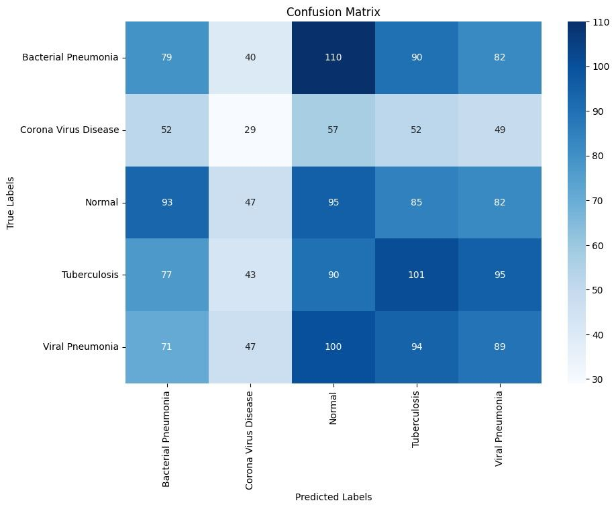 Confusion Matrix
Bacterial Pneumonia 79 40 110 90 82
Corona Virus Disease 52 29 57 52 49
Normal 93 47 95 85 82
Tuberculosis 77 43 90 101 95
Viral Pneumonia 71 47 100 94 89
True Labels
Bacterial Pneumonia
Corona Virus Disease
Normal
Tuberculosis
Viral Pneumonia
Predicted Labels
110
100
90
80
70
60
50
40
30